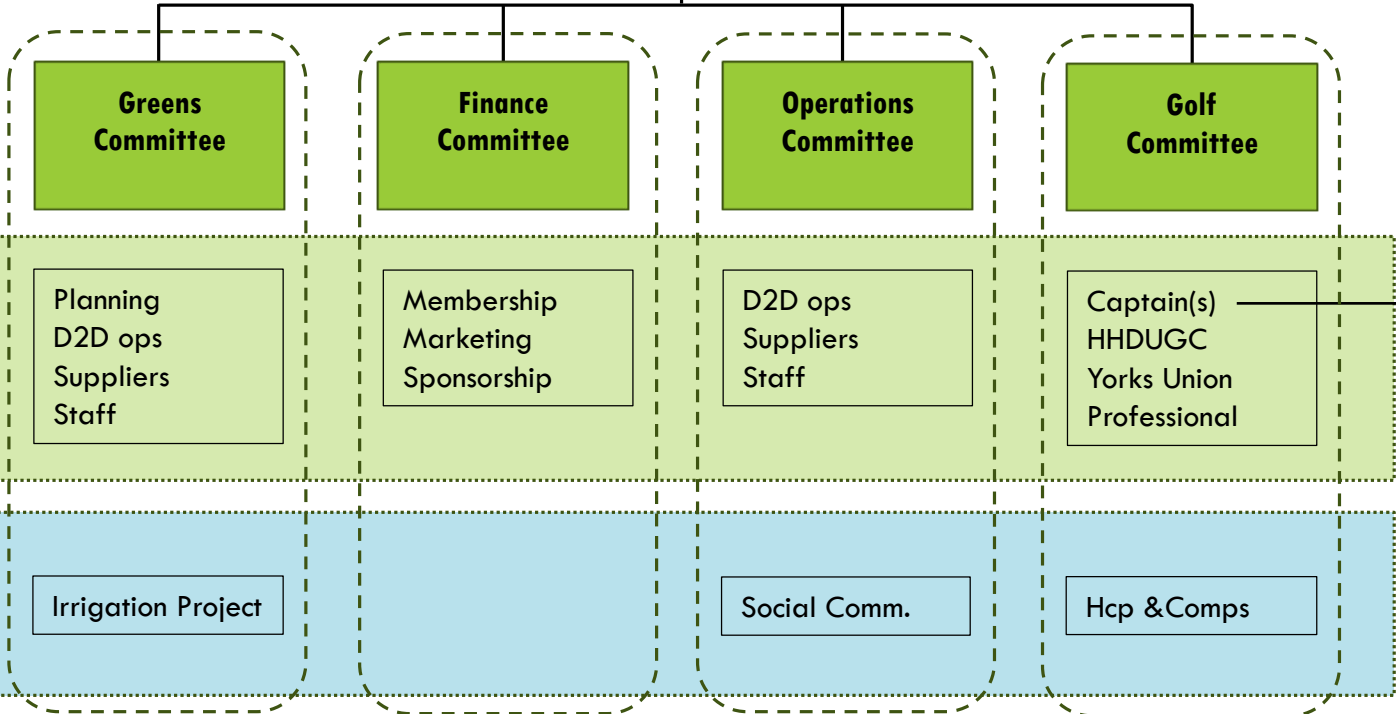 Greens
Committee
Finance
Committee
Operations
Committee
Golf
Committee
Planning
D2D ops
Suppliers
Staff
Membership
Marketing
Sponsorship
D2D ops
Suppliers
Staff
Captain(s)
HHDUGC
Yorks Union
Professional
Irrigation Project
Social Comm.
Hcp &Comps